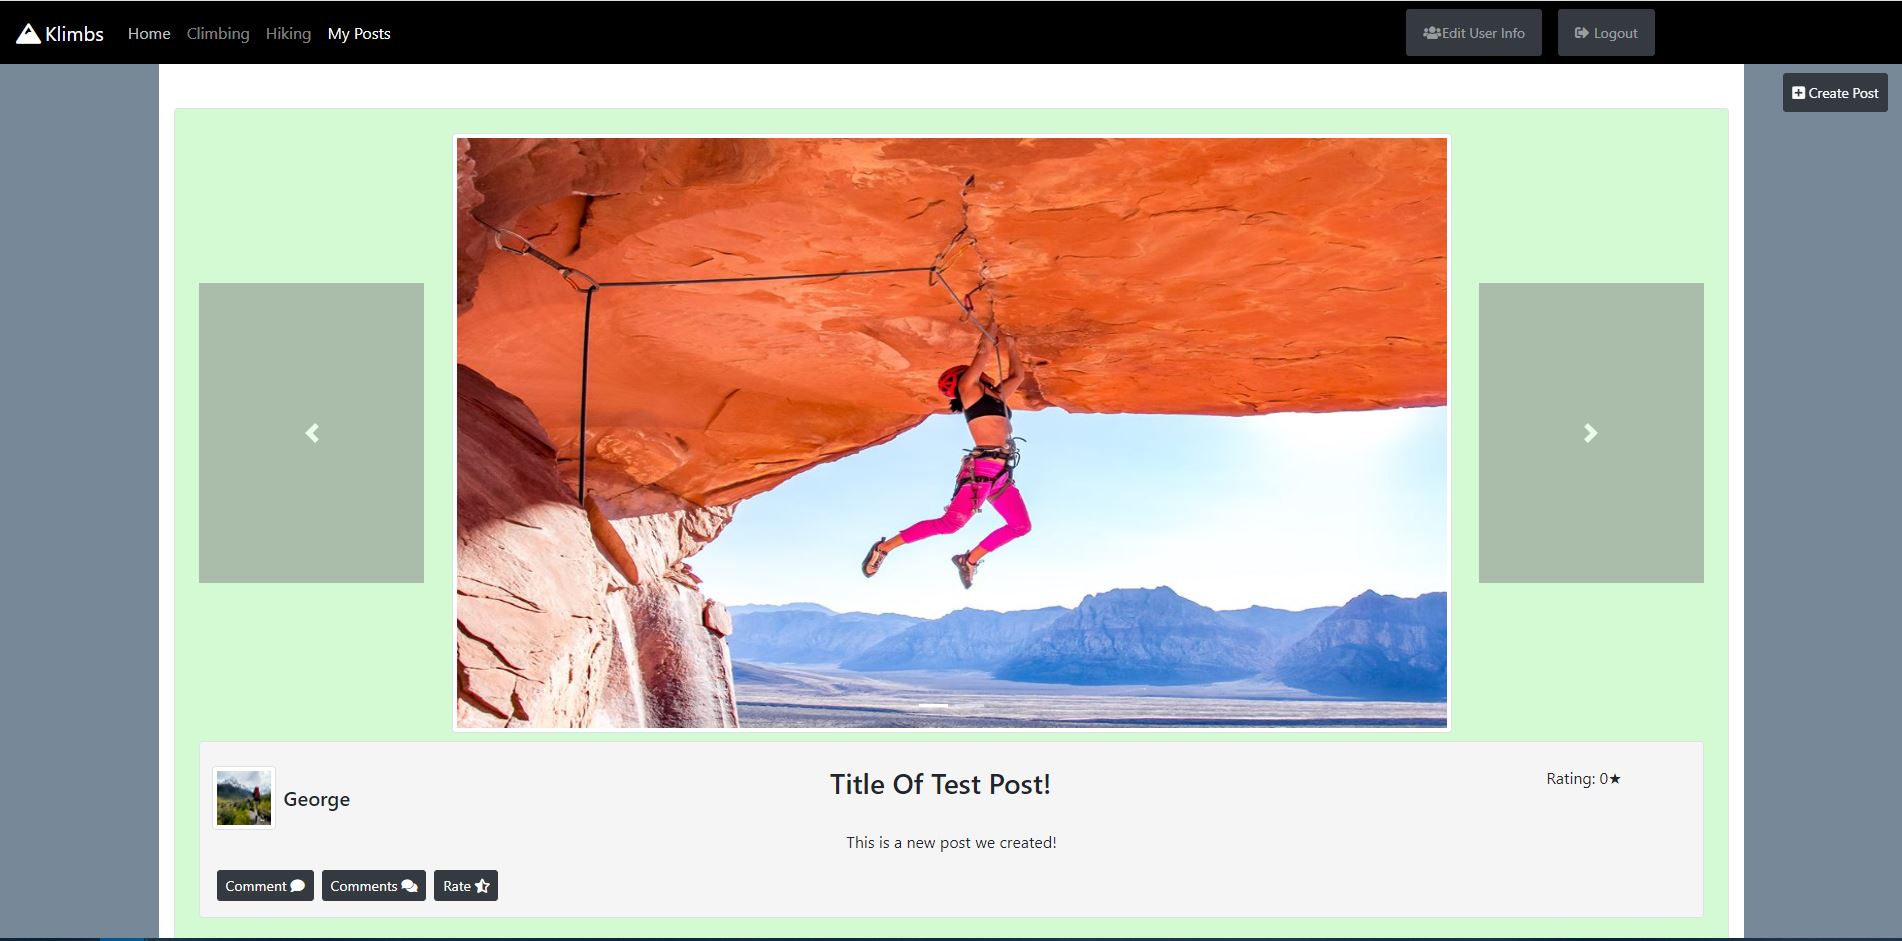 Klimbs Home Climbing Hiking My Posts Edit User Info Logout
Create Post
George
Title Of Test Post!
Rating: 0★
This is a new post we created!
Comment Comments Rate